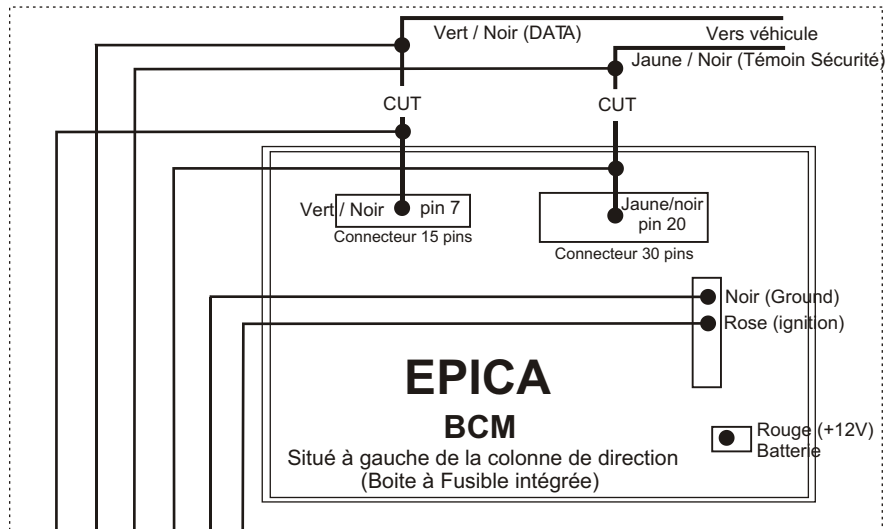 Vert / Noir (DATA)
Vers véhicule
Jaune / Noir (Témoin Sécurité)
CUT
CUT
Vert / Noir
pin 7
Connecteur 15 pins
Jaune/noir
pin 20
Connecteur 30 pins
Noir (Ground)
Rose (ignition)
EPICA
BCM
Situé à gauche de la colonne de direction
(Boite à Fusible intégrée)
Rouge (+12V)
Batterie